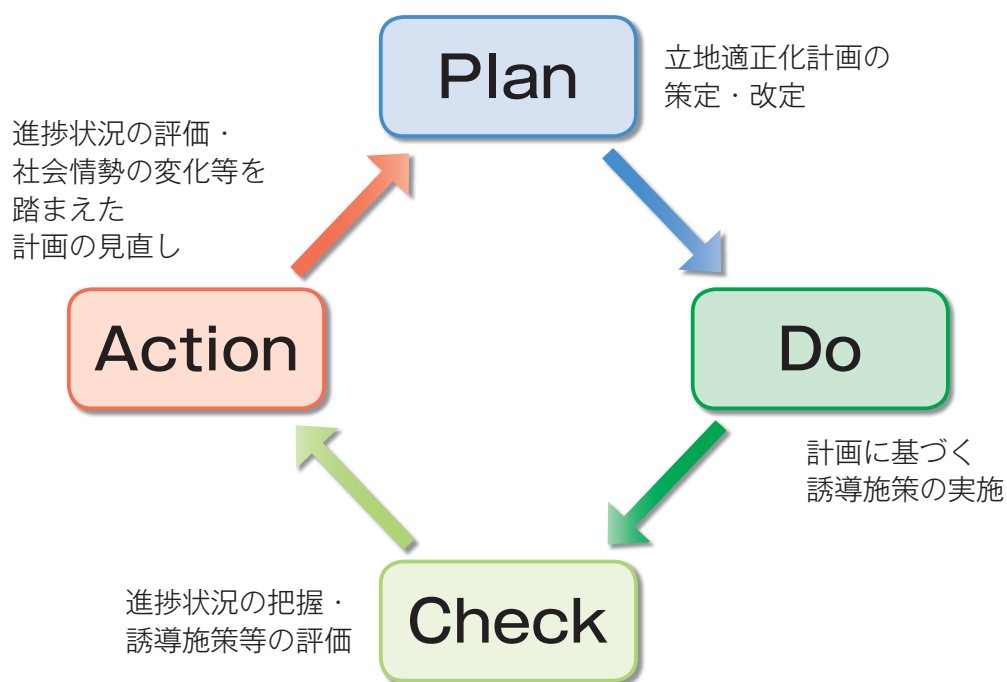 Plan
立地適正化計画の
策定・改定
Do
計画に基づく
誘導施策の実施
Check
進捗状況の把握・
誘導施策等の評価
Action
進捗状況の評価・
社会情勢の変化等を
踏まえた
計画の見直し